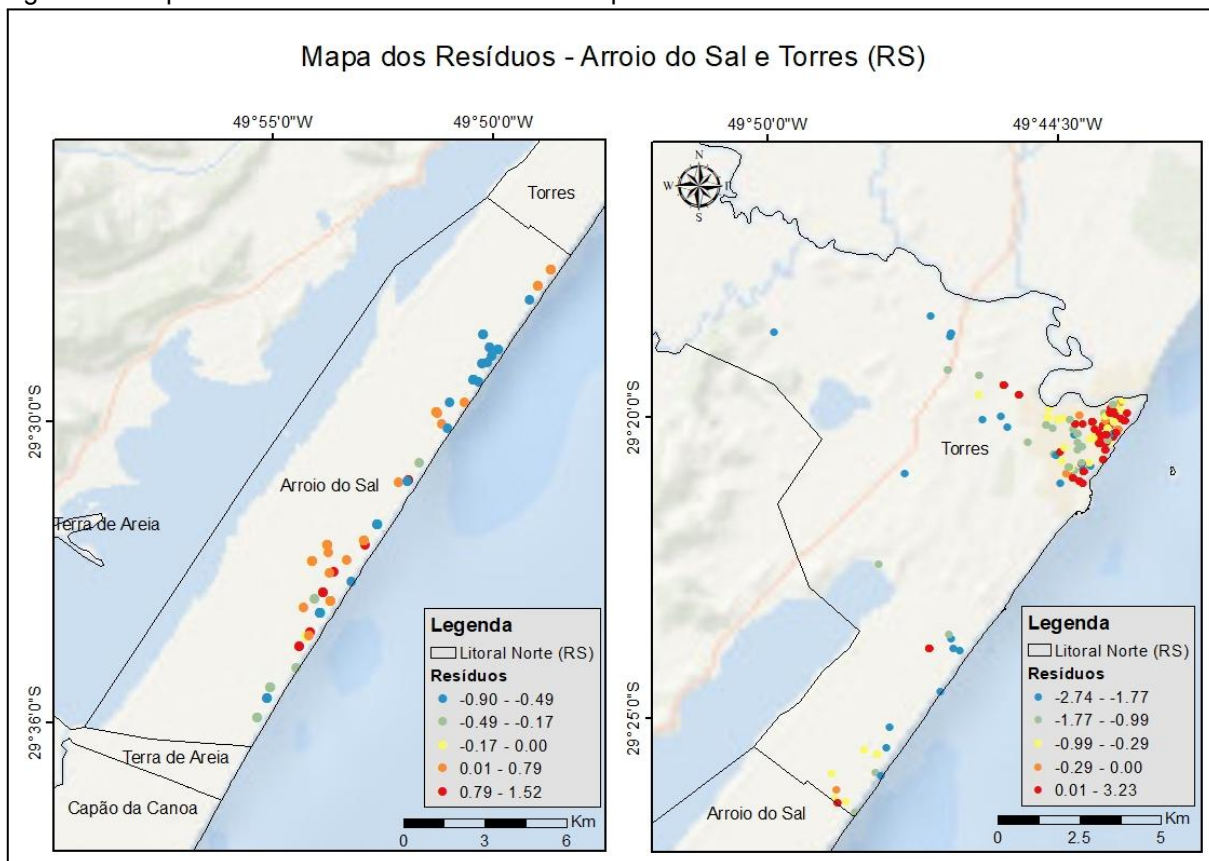 Mapa dos Resíduos - Arroio do Sal e Torres (RS)
49°55'0"W
49°50'0"W
29°30'0"S
29°36'0"S
Torres
Arroio do Sal
Terra de Areia
Terra de Areia
Capão da Canoa
Legenda
Litoral Norte (RS)
Resíduos
-0.90 - -0.49
-0.49 - -0.17
-0.17 - 0.00
0.01 - 0.79
0.79 - 1.52
Km
0 3 6
49°50'0"W
49°44'30"W
29°20'0"S
29°25'0"S
N
W E
S
Torres
Arroio do Sal
Legenda
Litoral Norte (RS)
Resíduos
-2.74 - -1.77
-1.77 - -0.99
-0.99 - -0.29
-0.29 - 0.00
0.01 - 3.23
Km
0 2.5 5